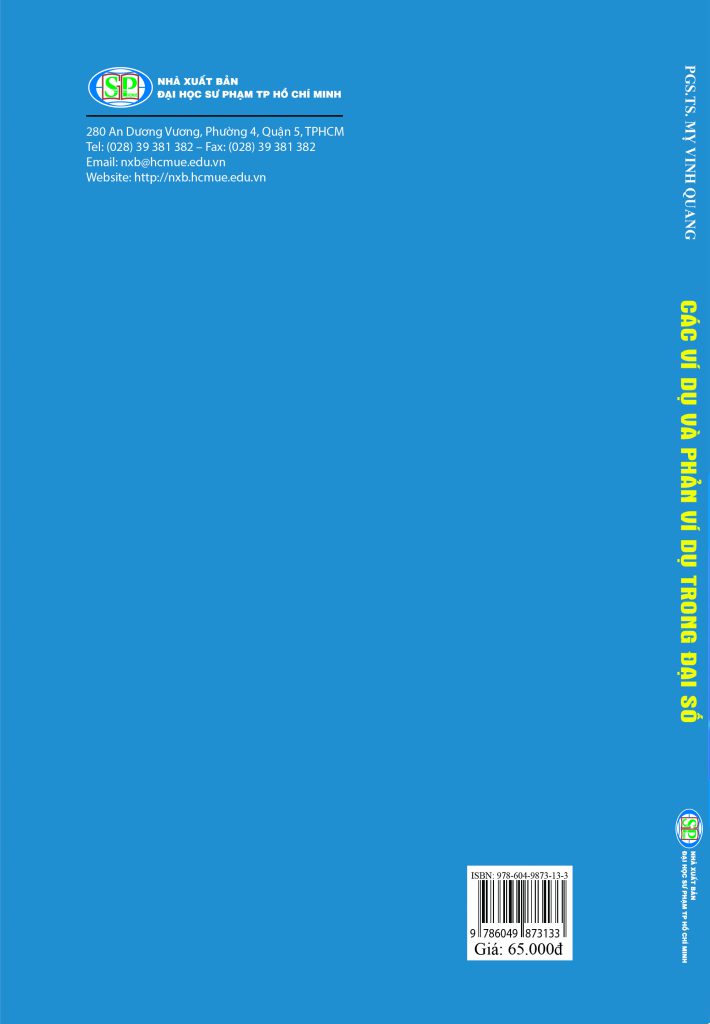 SP
NHÀ XUẤT BẢN
ĐẠI HỌC SƯ PHẠM TP HỒ CHÍ MINH
280 An Dương Vương, Phường 4, Quận 5, TPHCM
Tel: (028) 39 381 382 – Fax: (028) 39 381 382
Email: nxb@hcmue.edu.vn
Website: http://nxb.hcmue.edu.vn
PGS.TS. MỴ VINH QUANG
CÁC VÍ DỤ VÀ PHẢN VÍ DỤ TRONG ĐẠI SỐ
SP
NHÀ XUẤT BẢN
ĐẠI HỌC SƯ PHẠM TP HỒ CHÍ MINH
ISBN: 978-604-9873-13-3
9 786049 873133
Giá: 65.000đ